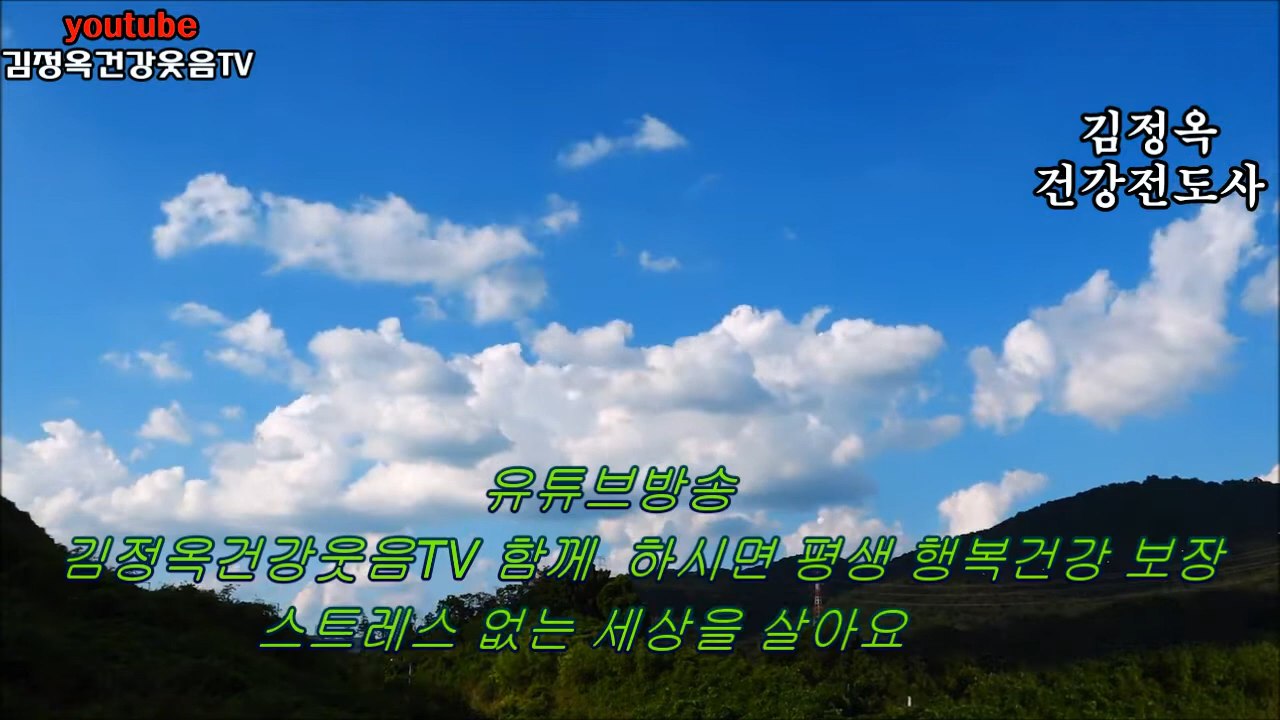 youtube
김정옥건강웃음TV
김정옥
건강전도사
유튜브방송
김정옥건강웃음TV 함께 하시면 평생 행복건강 보장
스트레스 없는 세상을 살아요